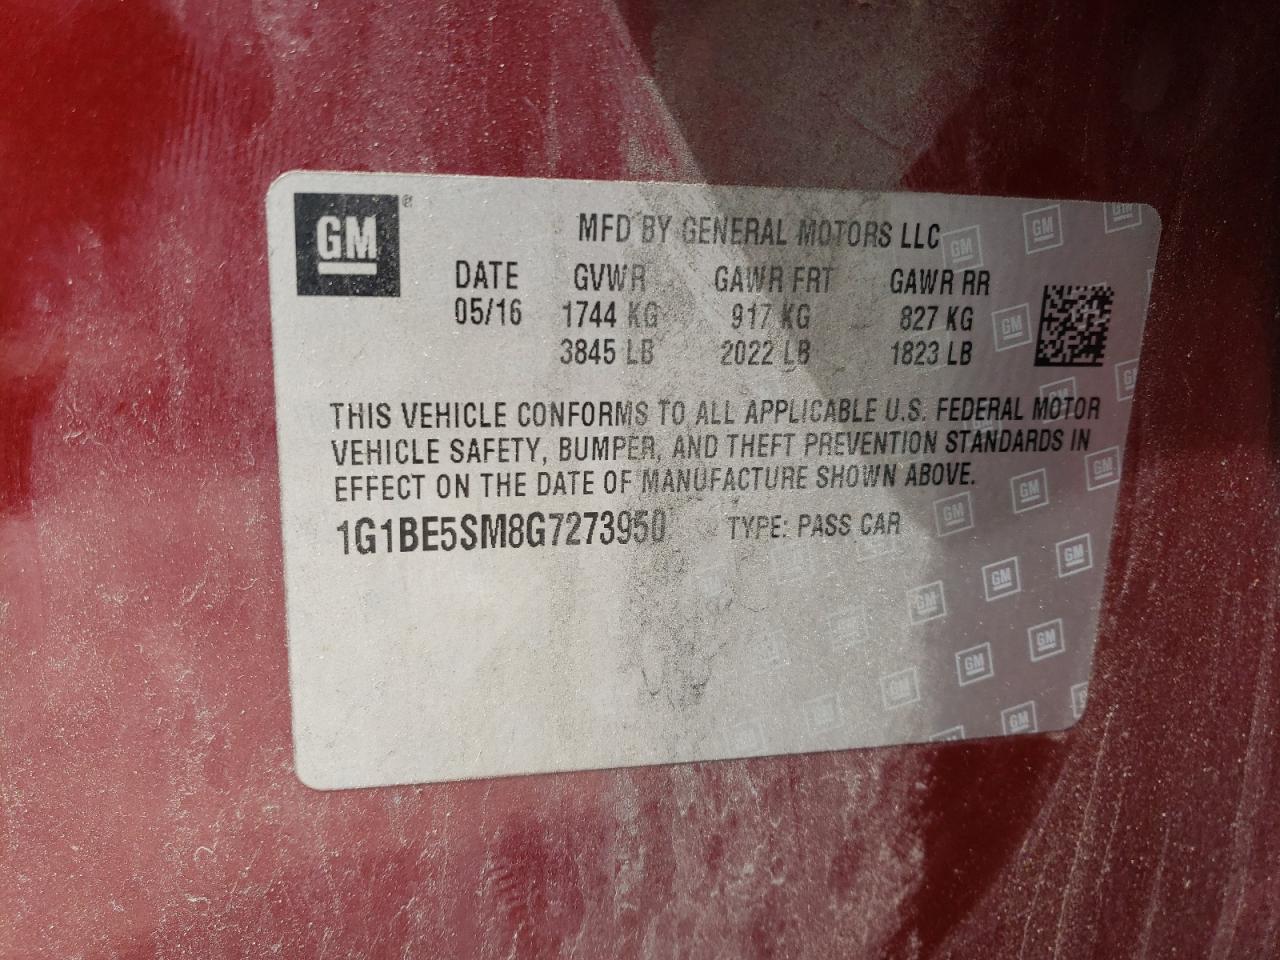 GM®
MFD BY GENERAL MOTORS LLC
DATE GVWR GAWR FRT GAWR RR
05/16 1744 KG 917 KG 827 KG
3845 LB 2022 LB 1823 LB
THIS VEHICLE CONFORMS TO ALL APPLICABLE U.S. FEDERAL MOTOR
VEHICLE SAFETY, BUMPER, AND THEFT PREVENTION STANDARDS IN
EFFECT ON THE DATE OF MANUFACTURE SHOWN ABOVE.
1G1BE5SM8G7273950 TYPE: PASS CAR